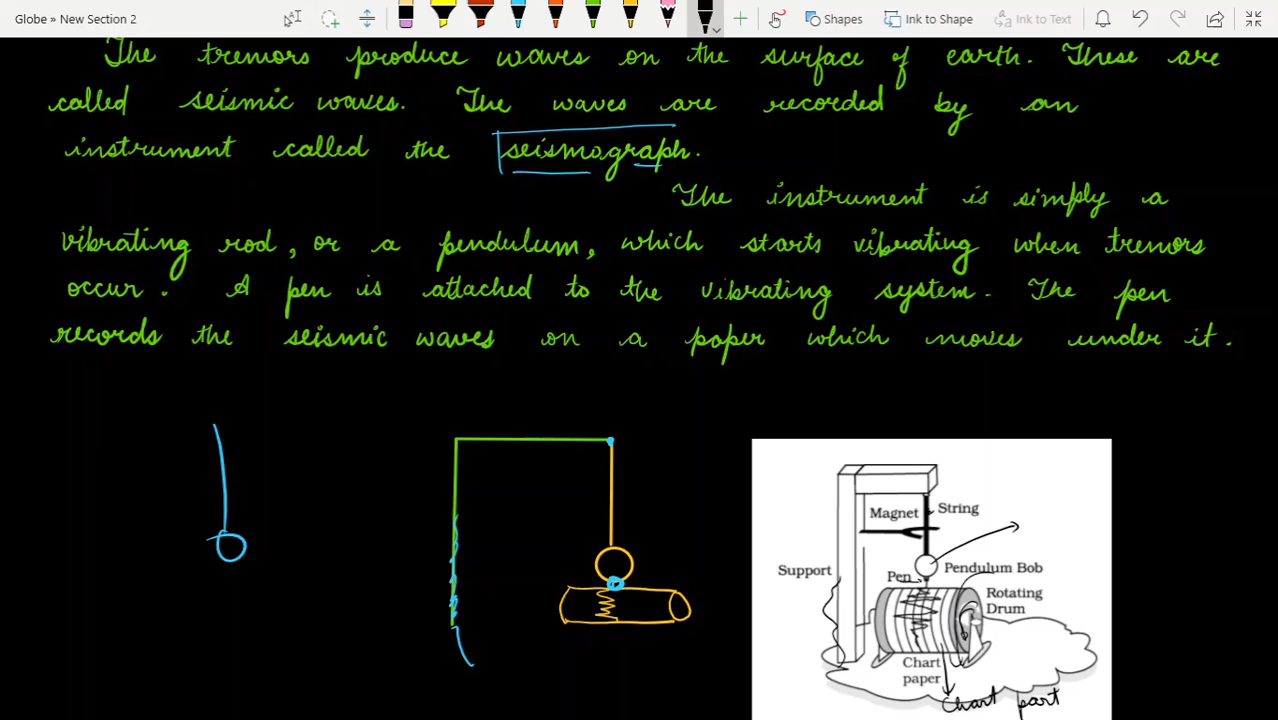 Globe » New Section 2
Shapes
Ink to Shape
Ink to Text
The tremors produce waves on the surface of earth. These are
called seismic waves. The waves are recorded by an
instrument called the seismograph.
The instrument is simply a
vibrating rod, or a pendulum, which starts vibrating when tremors
occur. A pen is attached to the vibrating system. The pen
records the seismic waves on a paper which moves under it.
Magnet
String
Support
Pen
Pendulum Bob
Rotating
Drum
Chart
paper
Chart part